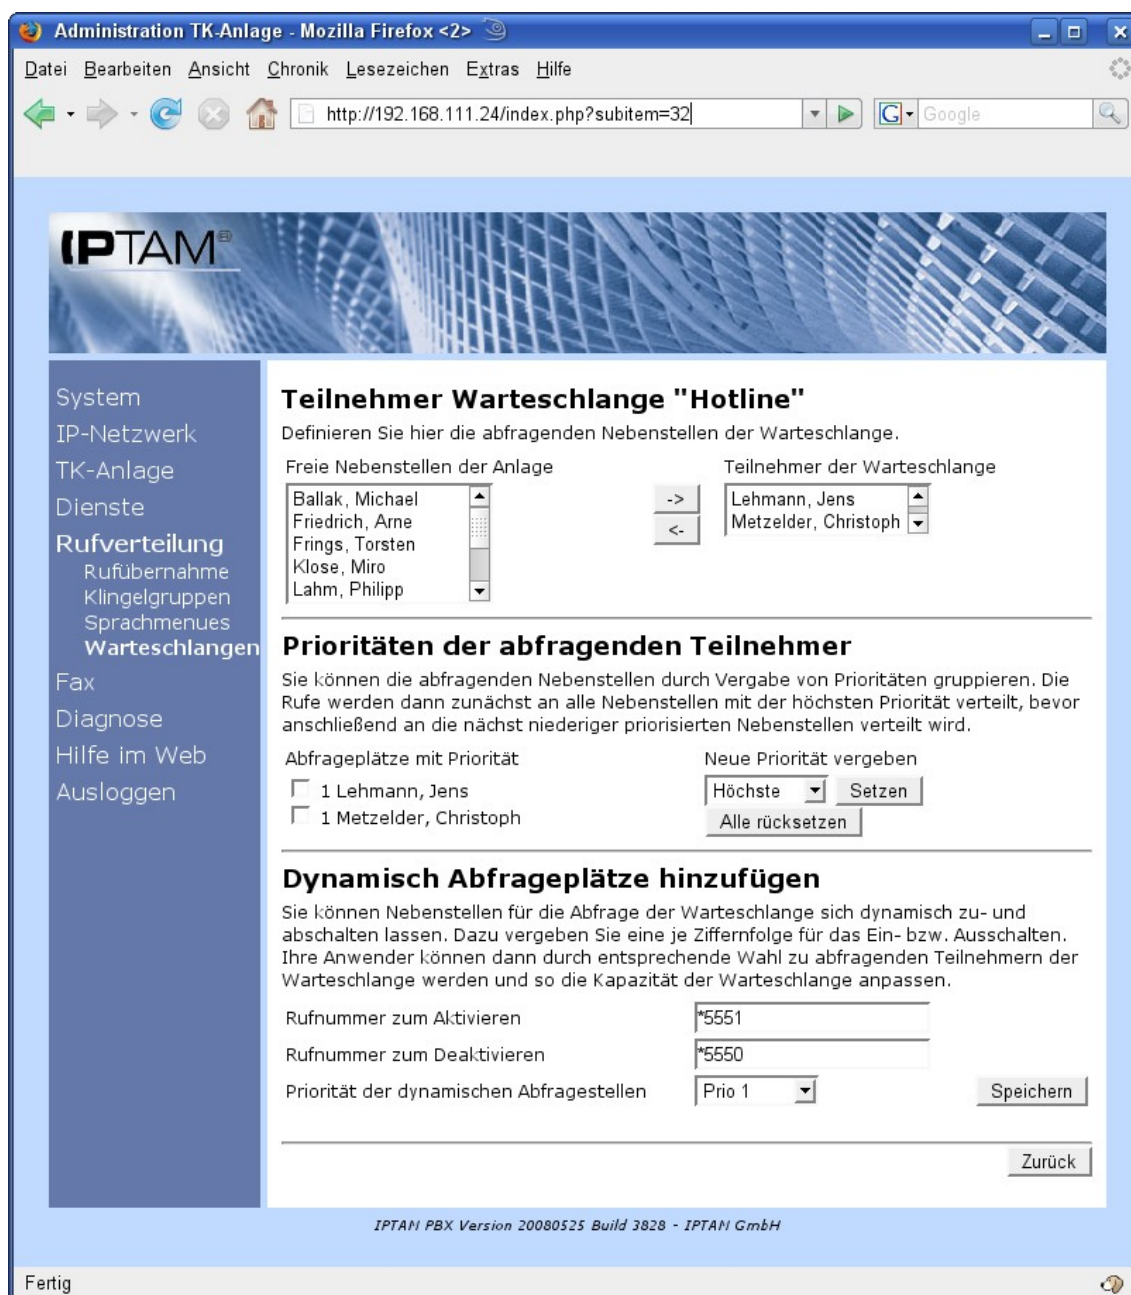 Administration TK-Anlage - Mozilla Firefox <2>
Datei Bearbeiten Ansicht Chronik Lesezeichen Extras Hilfe
http://192.168.111.24/index.php?subitem=32
G Google
IPTAM®
System
IP-Netzwerk
TK-Anlage
Dienste
Rufverteilung
Rufübernahme
Klingelgruppen
Sprachmenues
Warteschlangen
Fax
Diagnose
Hilfe im Web
Ausloggen
Teilnehmer Warteschlange "Hotline"
Definieren Sie hier die abfragenden Nebenstellen der Warteschlange.
Freie Nebenstellen der Anlage
Ballak, Michael
Friedrich, Arne
Frings, Torsten
Klose, Miro
Lahm, Philipp
->
<-
Teilnehmer der Warteschlange
Lehmann, Jens
Metzelder, Christoph
Prioritäten der abfragenden Teilnehmer
Sie können die abfragenden Nebenstellen durch Vergabe von Prioritäten gruppieren. Die
Rufe werden dann zunächst an alle Nebenstellen mit der höchsten Priorität verteilt, bevor
anschließend an die nächst niederiger priorisierten Nebenstellen verteilt wird.
Abfrageplätze mit Priorität
1 Lehmann, Jens
1 Metzelder, Christoph
Neue Priorität vergeben
Höchste Setzen
Alle rücksetzen
Dynamisch Abfrageplätze hinzufügen
Sie können Nebenstellen für die Abfrage der Warteschlange sich dynamisch zu- und
abschalten lassen. Dazu vergeben Sie eine je Ziffernfolge für das Ein- bzw. Ausschalten.
Ihre Anwender können dann durch entsprechende Wahl zu abfragenden Teilnehmern der
Warteschlange werden und so die Kapazität der Warteschlange anpassen.
Rufnummer zum Aktivieren *5551
Rufnummer zum Deaktivieren *5550
Priorität der dynamischen Abfragestellen Prio 1 Speichern
Zurück
IPTAM PBX Version 20080525 Build 3828 - IPTAM GmbH
Fertig